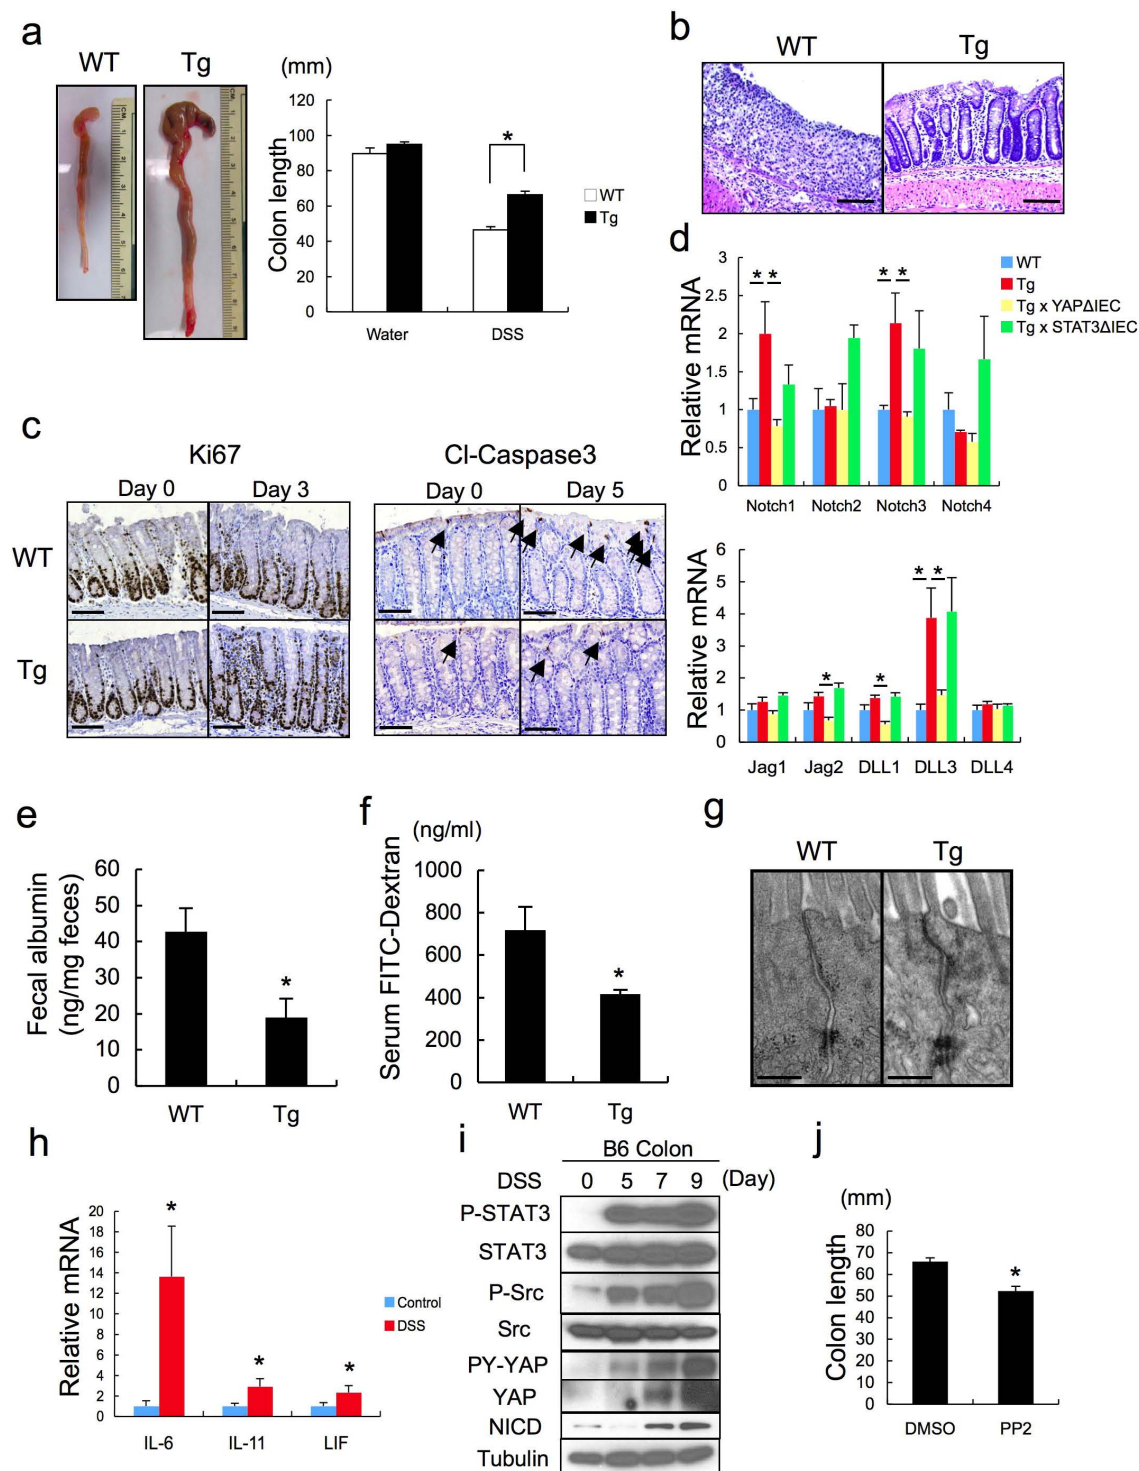 a
WT Tg
(mm)
Colon length
120
100
80
60
40
20
0
*
Water DSS
WT
Tg
b
WT Tg
c
Ki67 Cl-Caspase3
Day 0 Day 3 Day 0 Day 5
WT
Tg
d
Relative mRNA
3
2.5
2
1.5
1
0.5
0
* * * *
Notch1 Notch2 Notch3 Notch4
WT
Tg
Tg x YAPΔIEC
Tg x STAT3ΔIEC
Relative mRNA
6
5
4
3
2
1
0
* * * *
Jag1 Jag2 DLL1 DLL3 DLL4
e
Fecal albumin
(ng/mg feces)
60
50
40
30
20
10
0
*
WT Tg
f
(ng/ml)
Serum FITC-Dextran
1000
800
600
400
200
0
*
WT Tg
g
WT Tg
h
Relative mRNA
20
18
16
14
12
10
8
6
4
2
0
* * *
IL-6 IL-11 LIF
Control
DSS
i
B6 Colon
DSS 0 5 7 9 (Day)
P-STAT3
STAT3
P-Src
Src
PY-YAP
YAP
NICD
Tubulin
j
(mm)
Colon length
80
70
60
50
40
30
20
10
0
*
DMSO PP2